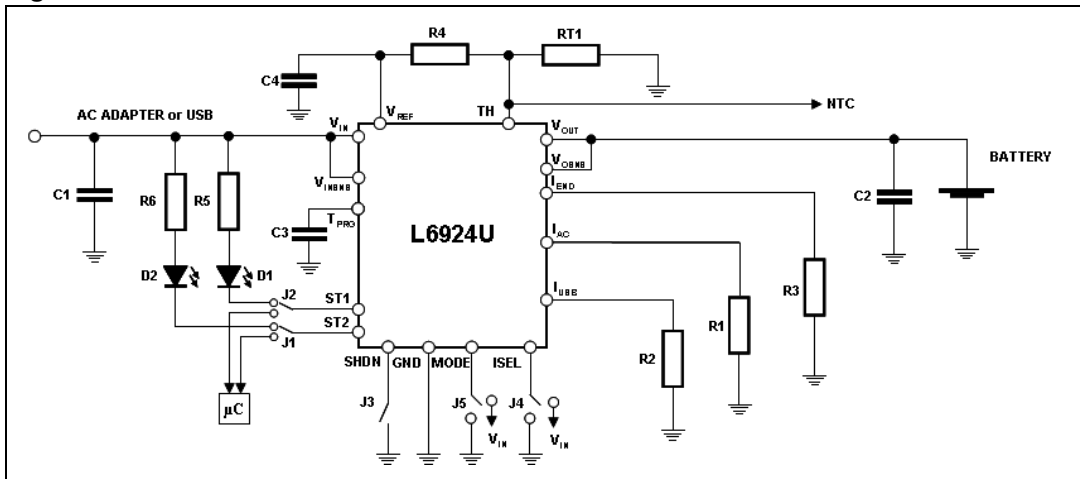 R4
RT1
C4
NTC
AC ADAPTER or USB
VIN
VREF
TH
VOUT
VOBNB
BATTERY
VINSNS
IEND
C1
R6
R5
C2
TPRG
C3
L6924U
IAC
D2
D1
IUSB
J2
ST1
R3
ST2
J1
R1
R2
SHDN
GND
MODE
ISEL
J3
J5
J4
µC
VIN
VIN